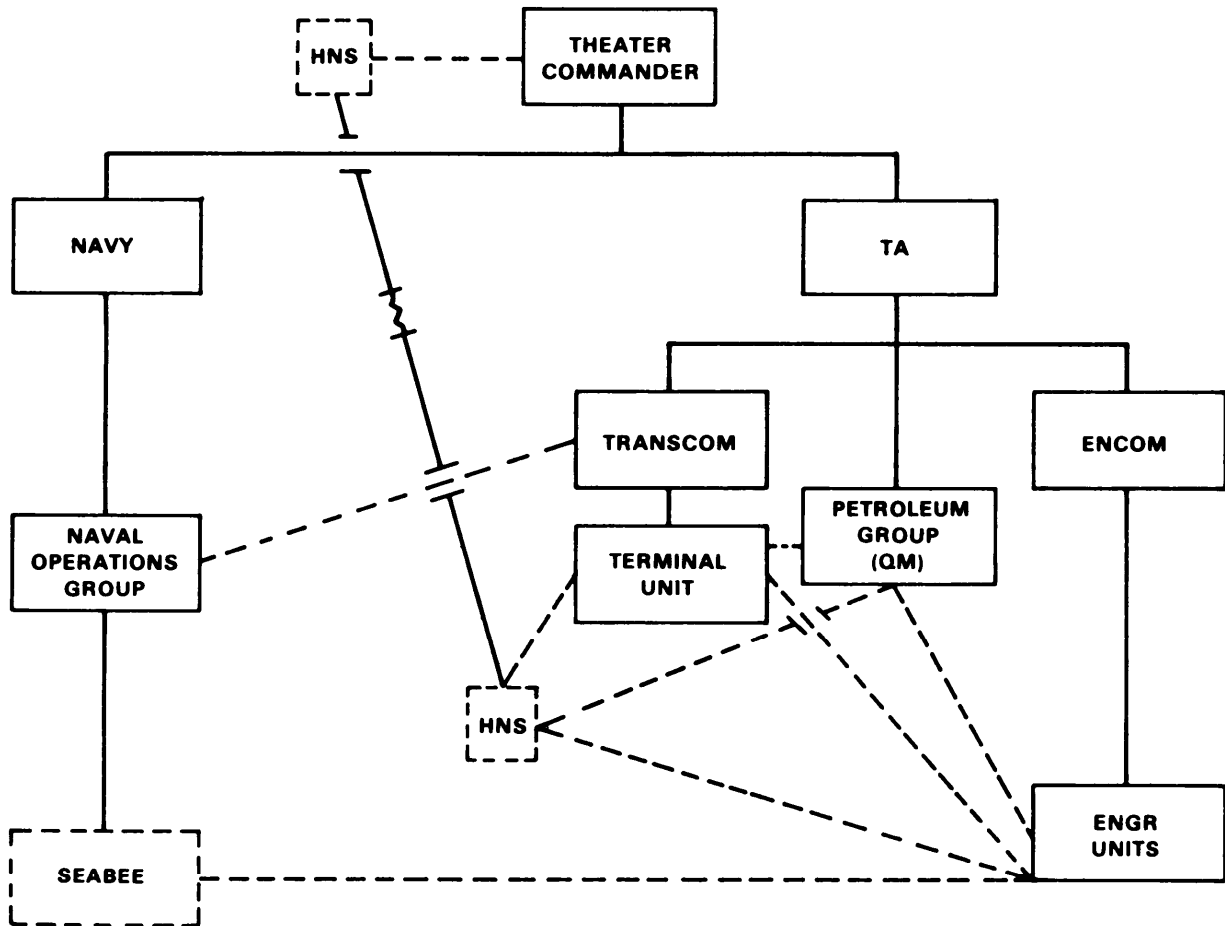 HNS
THEATER
COMMANDER
NAVY
TA
TRANSCOM
ENCOM
NAVAL
OPERATIONS
GROUP
TERMINAL
UNIT
PETROLEUM
GROUP
(QM)
HNS
SEABEE
ENGR
UNITS